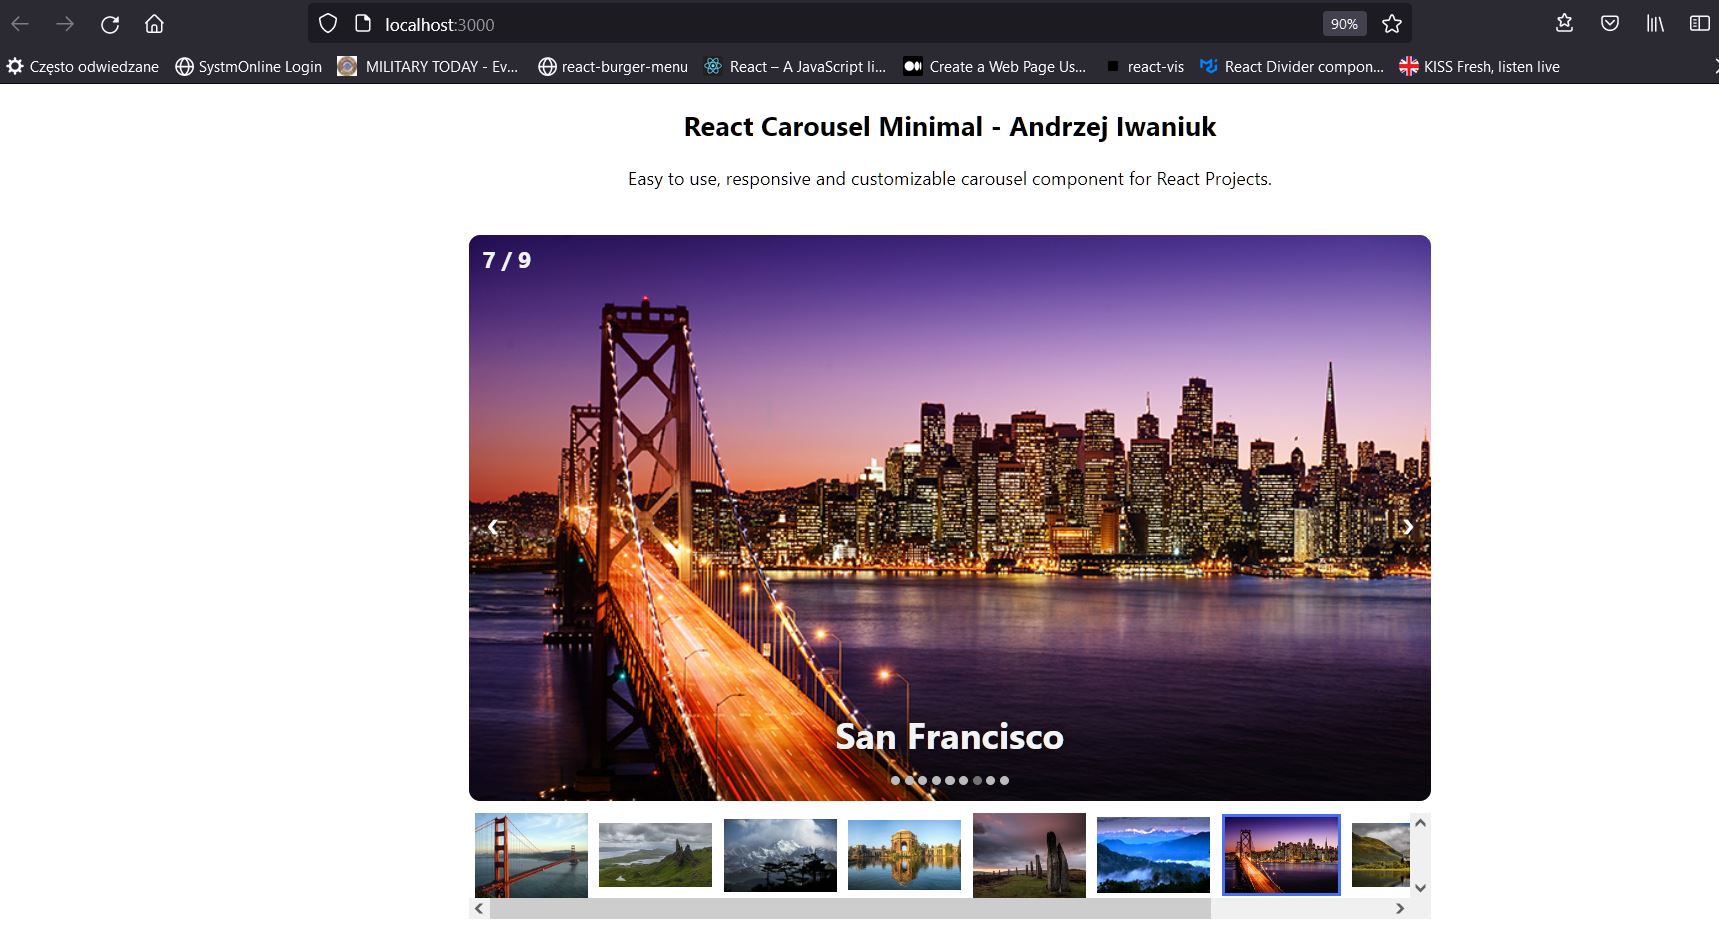 localhost:3000
90%
Często odwiedzane
SystmOnline Login
MILITARY TODAY - Ev...
react-burger-menu
React – A JavaScript li...
Create a Web Page Us...
react-vis
React Divider compon...
KISS Fresh, listen live
React Carousel Minimal - Andrzej Iwaniuk
Easy to use, responsive and customizable carousel component for React Projects.
7 / 9
San Francisco